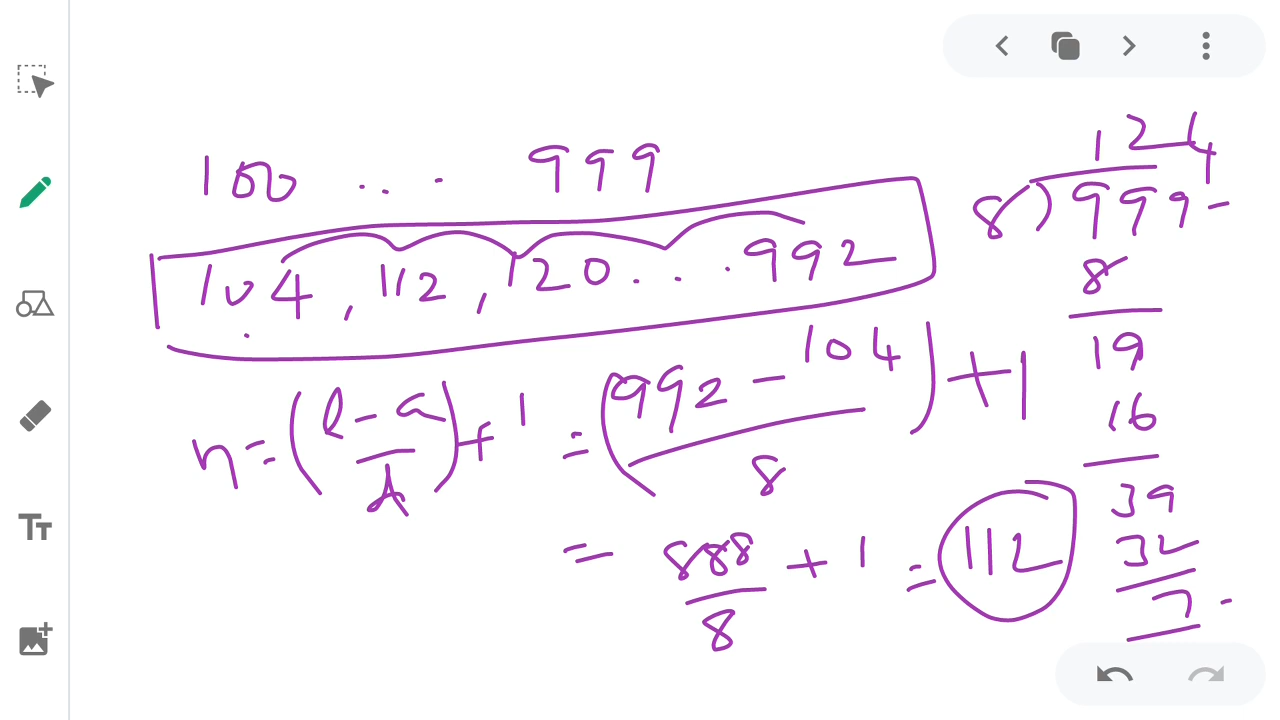 100 ... 999
104, 112, 120 ... 992
n = (l - a / d) + 1 = (992 - 104 / 8) + 1
= 888 / 8 + 1 = 112
124
8) 999
8
19
16
39
32
7
Tт